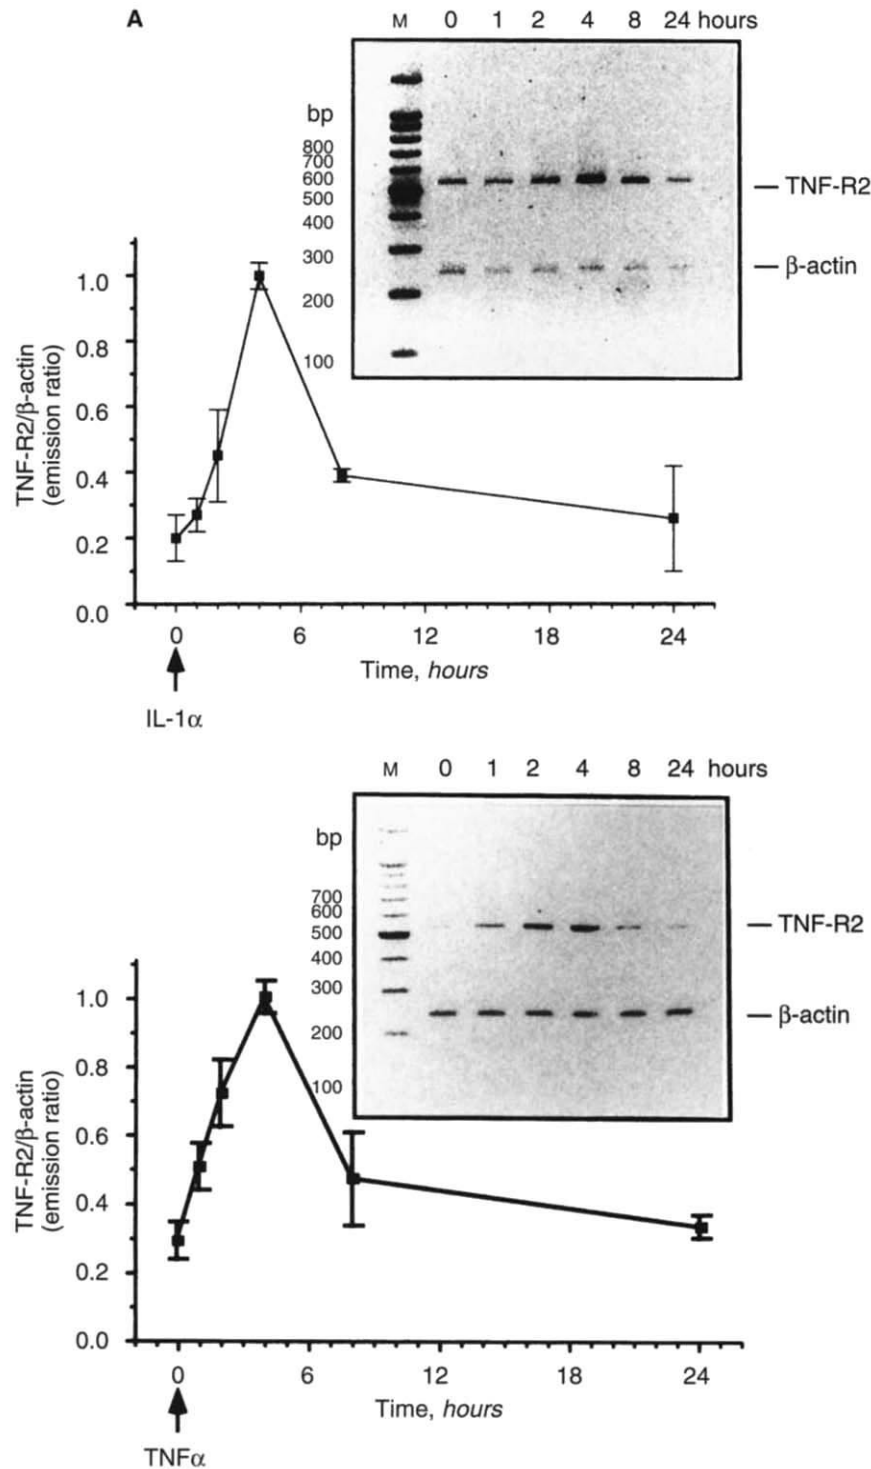 A
M 0 1 2 4 8 24 hours
bp
800
700
600
500
400
300
200
100
TNF-R2
β-actin
TNF-R2/β-actin
(emission ratio)
1.0
0.8
0.6
0.4
0.2
0.0
0 6 12 18 24
Time, hours
IL-1α
M 0 1 2 4 8 24 hours
bp
700
600
500
400
300
200
100
TNF-R2
β-actin
TNF-R2/β-actin
(emission ratio)
1.0
0.8
0.6
0.4
0.2
0.0
0 6 12 18 24
Time, hours
TNFα